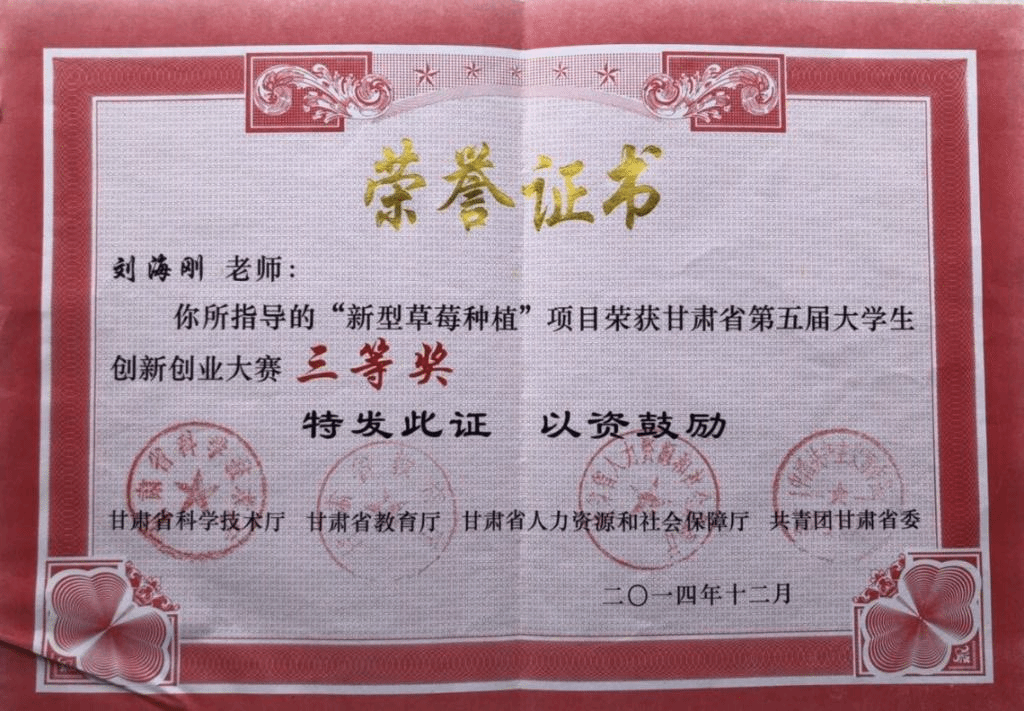 荣誉证书
刘海刚 老师：
你所指导的“新型草莓种植”项目荣获甘肃省第五届大学生
创新创业大赛 三等奖
特发此证 以资鼓励
甘肃省科学技术厅 甘肃省教育厅 甘肃省人力资源和社会保障厅 共青团甘肃省委
二〇一四年十二月